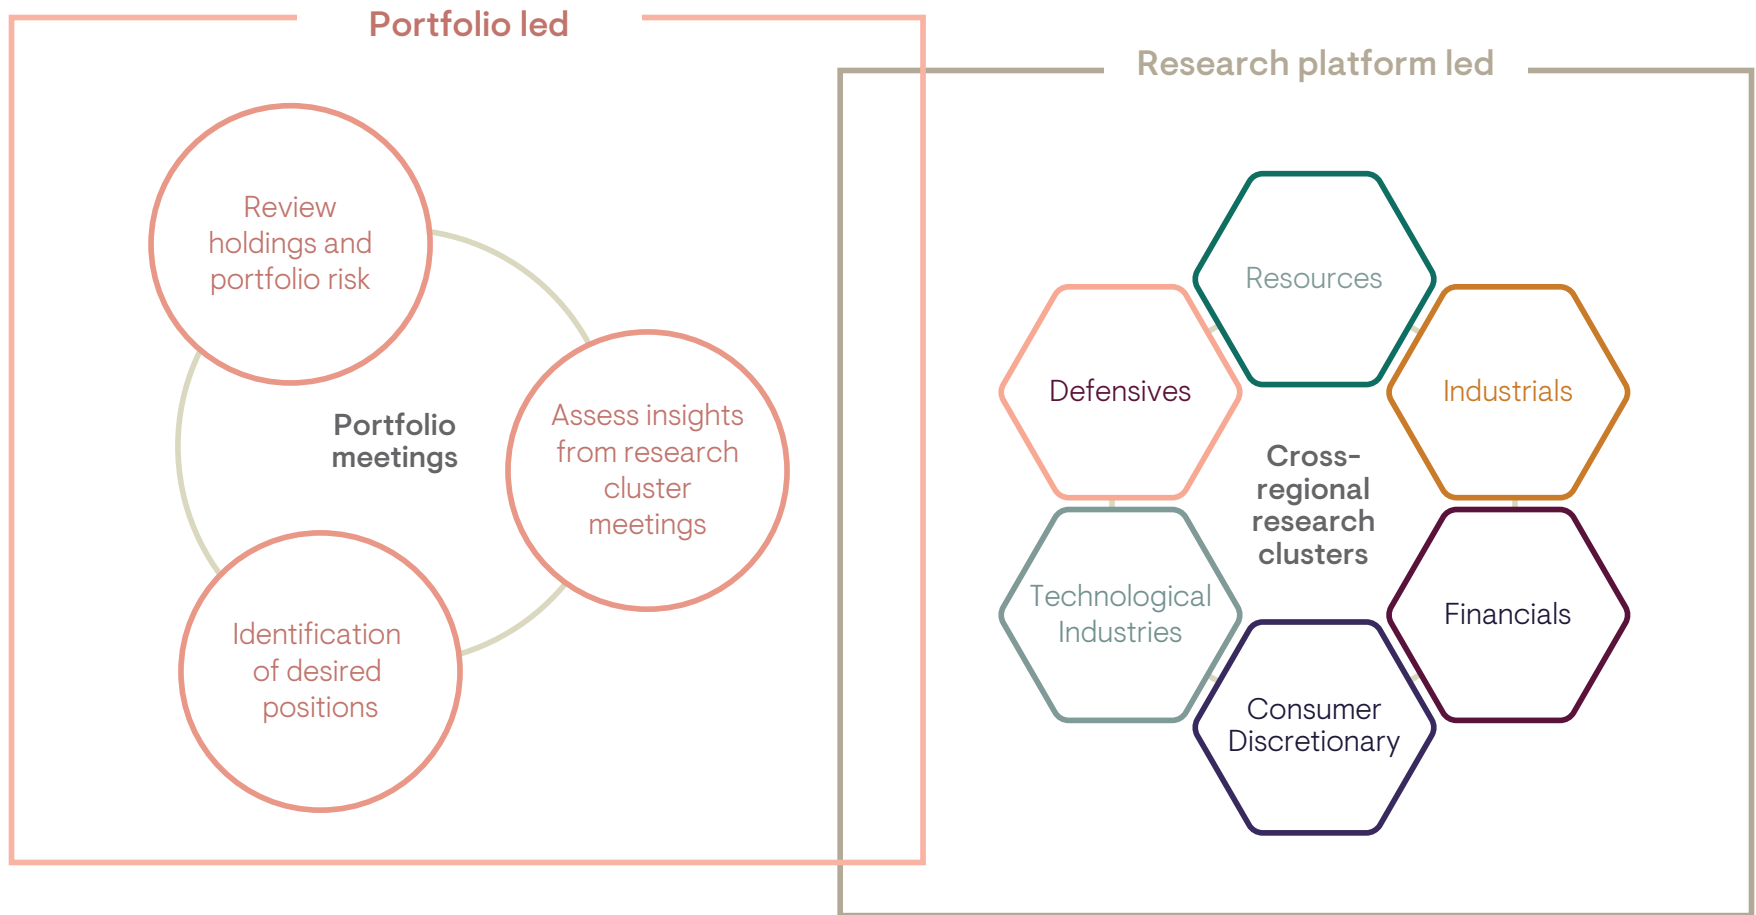 Portfolio led
Review
holdings and
portfolio risk
Portfolio
meetings
Assess insights
from research
cluster
meetings
Identification
of desired
positions
Research platform led
Resources
Defensives
Industrials
Cross-
regional
research
clusters
Technological
Industries
Financials
Consumer
Discretionary